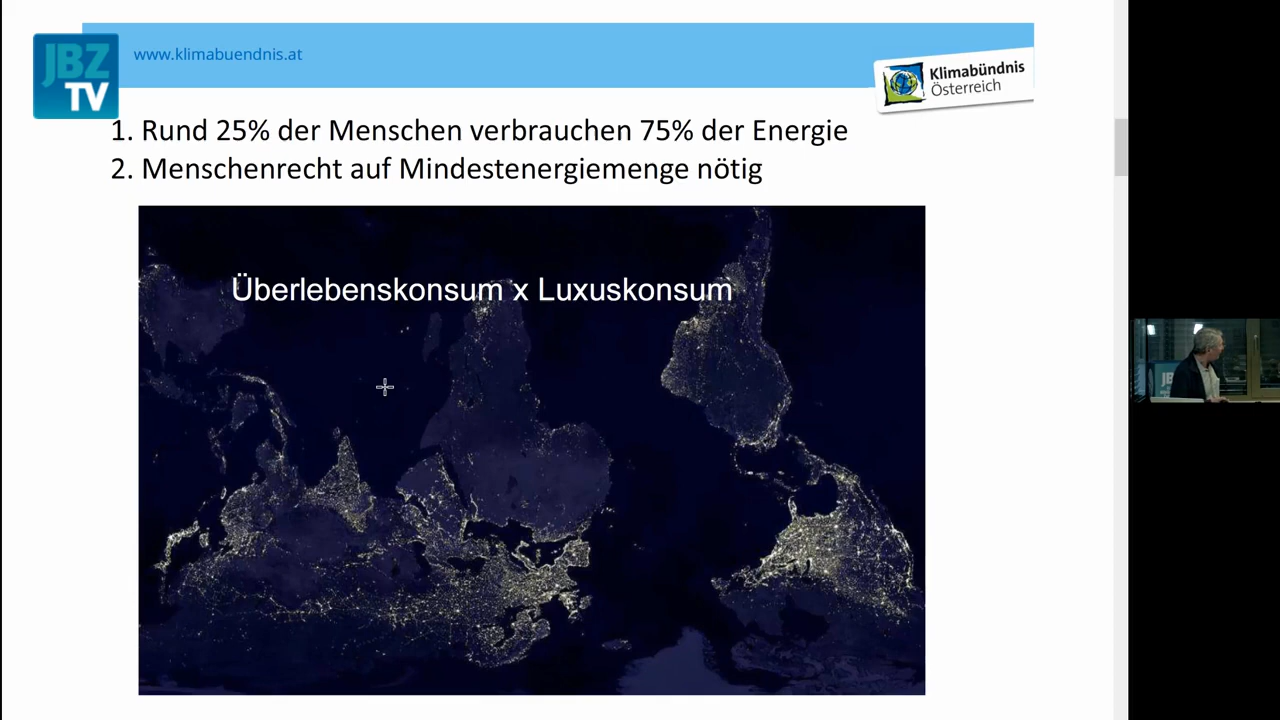 JBZ
TV
www.klimabuendnis.at
Klimabündnis
Österreich
1. Rund 25% der Menschen verbrauchen 75% der Energie
2. Menschenrecht auf Mindestenergiemenge nötig
Überlebenskonsum x Luxuskonsum